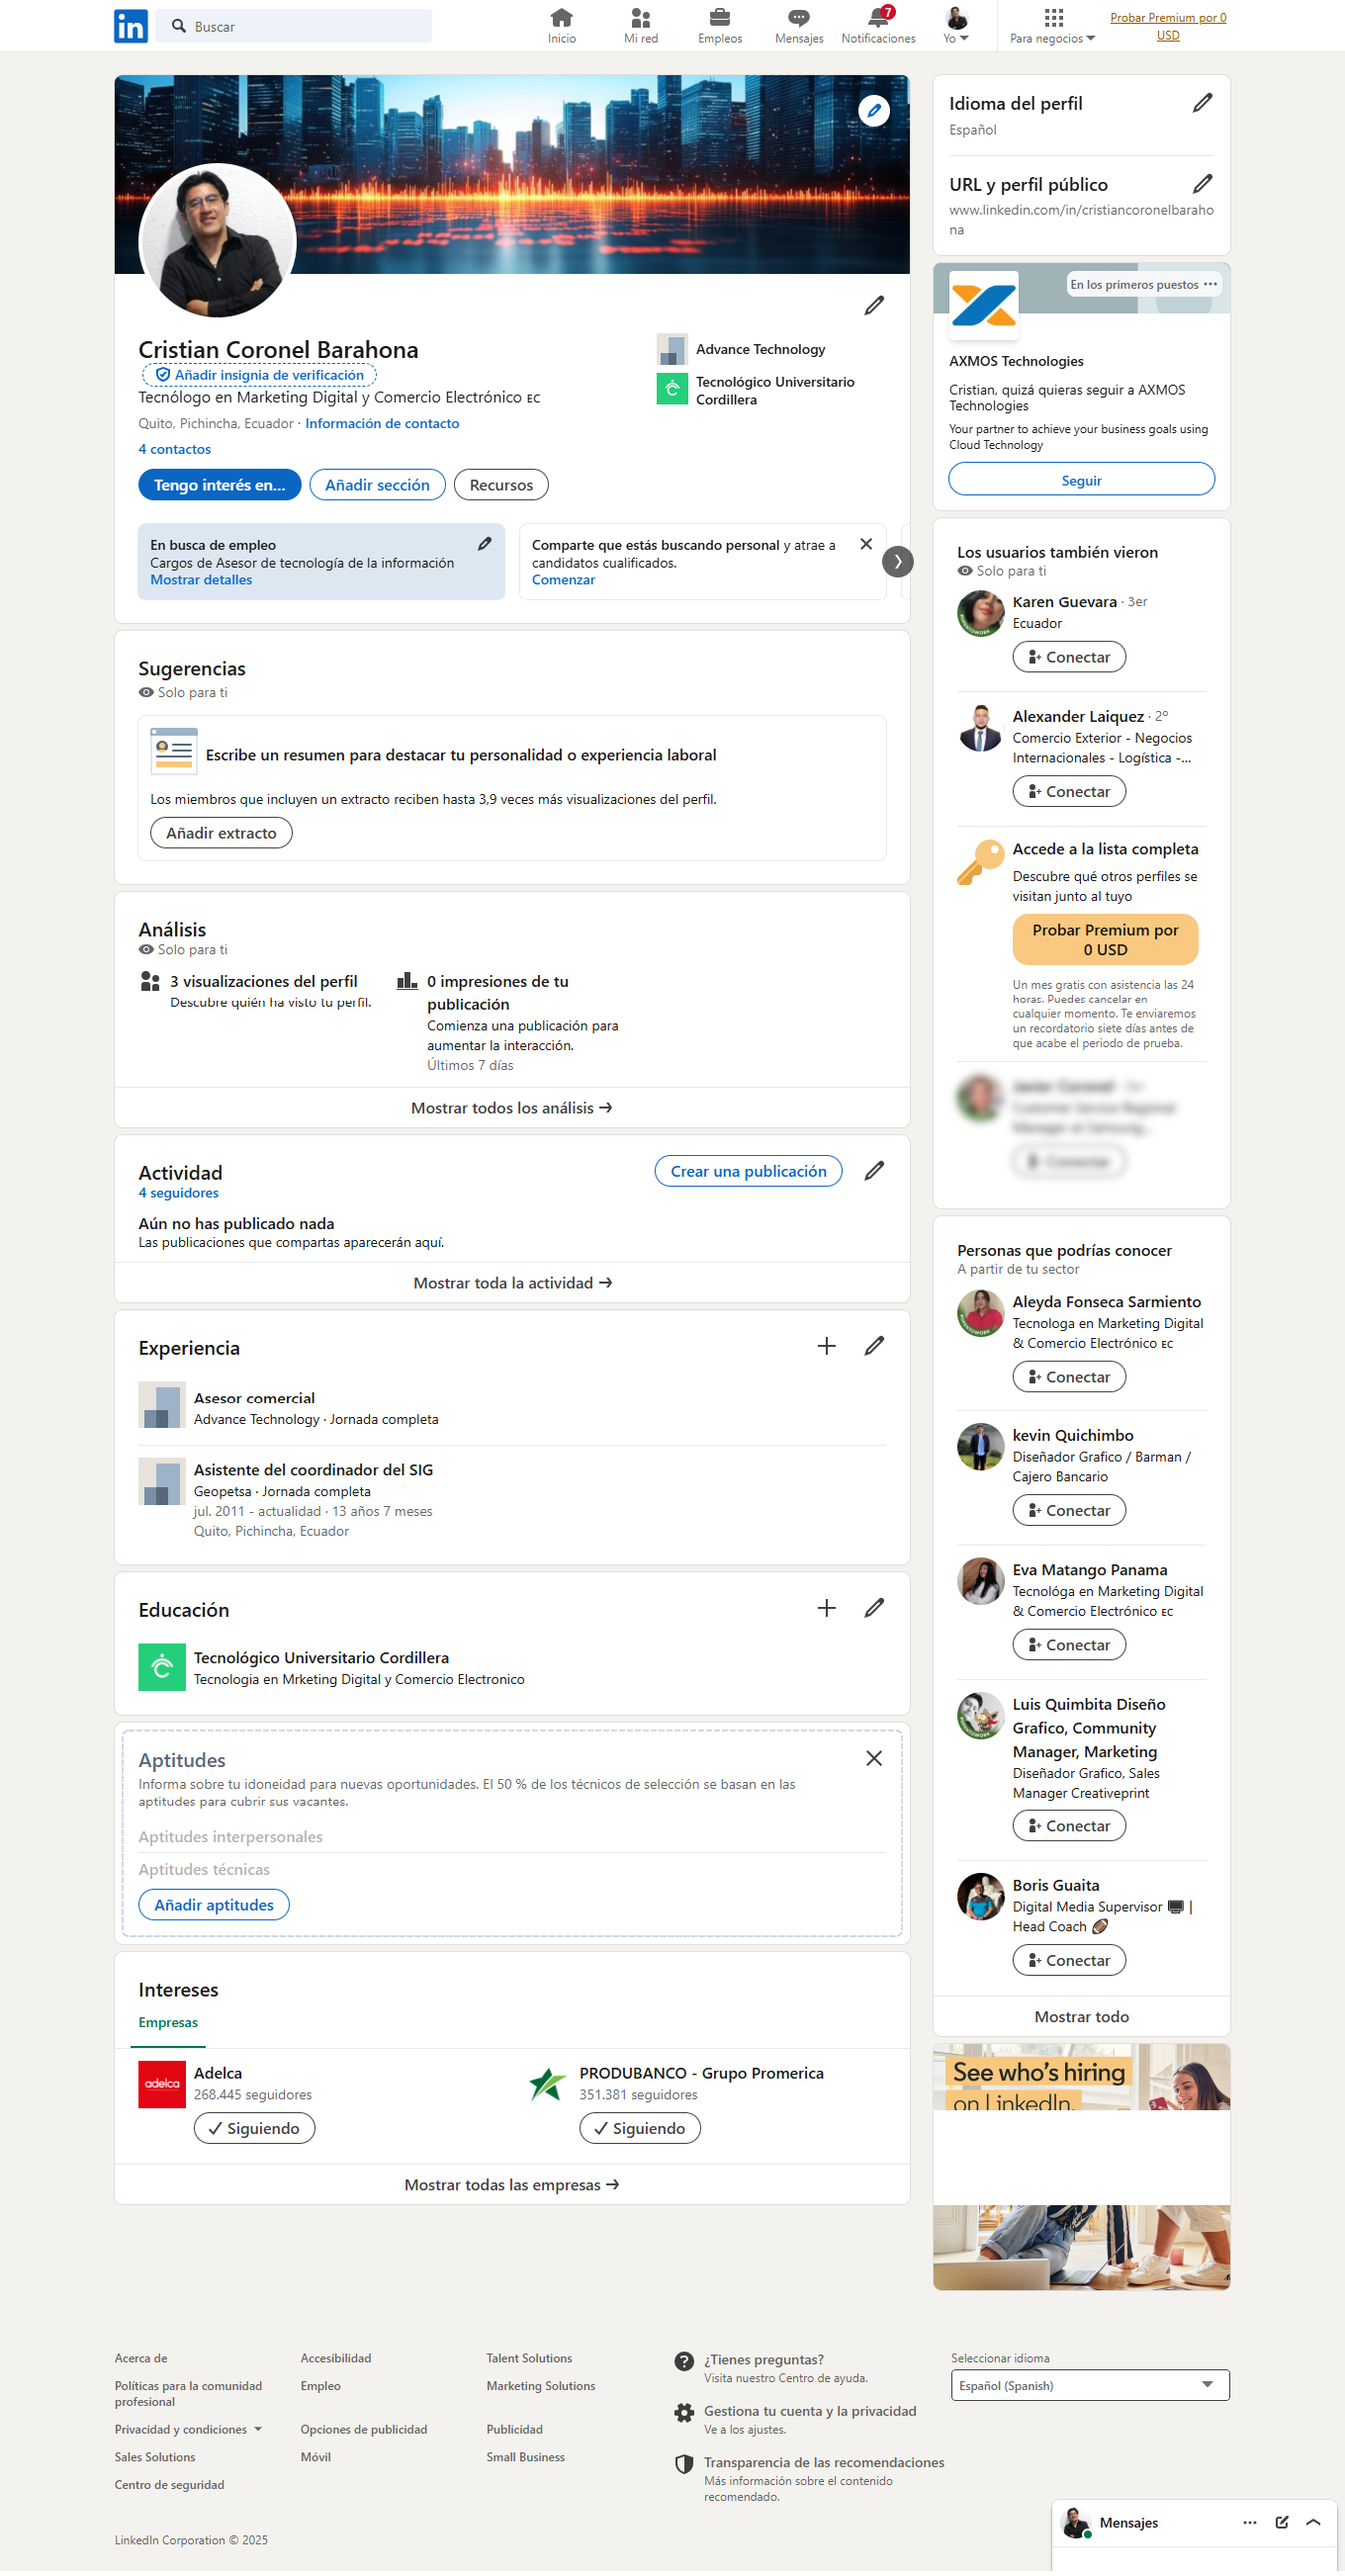 in
Buscar
Inicio
Mi red
Empleos
Mensajes
7
Notificaciones
Yo
Para negocios
Probar Premium por 0
USD
Cristian Coronel Barahona
Añadir insignia de verificación
Tecnólogo en Marketing Digital y Comercio Electrónico EC
Quito, Pichincha, Ecuador · Información de contacto
4 contactos
Advance Technology
Tecnológico Universitario
Cordillera
Tengo interés en...
Añadir sección
Recursos
En busca de empleo
Cargos de Asesor de tecnología de la información
Mostrar detalles
Comparte que estás buscando personal y atrae a
candidatos cualificados.
Comenzar
Sugerencias
Solo para ti
Escribe un resumen para destacar tu personalidad o experiencia laboral
Los miembros que incluyen un extracto reciben hasta 3,9 veces más visualizaciones del perfil.
Añadir extracto
Análisis
Solo para ti
3 visualizaciones del perfil
Descubre quién ha visto tu perfil.
0 impresiones de tu
publicación
Comienza una publicación para
aumentar la interacción.
Últimos 7 días
Mostrar todos los análisis →
Actividad
4 seguidores
Crear una publicación
Aún no has publicado nada
Las publicaciones que compartas aparecerán aquí.
Mostrar toda la actividad →
Experiencia
Asesor comercial
Advance Technology · Jornada completa
Asistente del coordinador del SIG
Geopetsa · Jornada completa
jul. 2011 - actualidad · 13 años 7 meses
Quito, Pichincha, Ecuador
Educación
Tecnológico Universitario Cordillera
Tecnologia en Mrketing Digital y Comercio Electronico
Aptitudes
Informa sobre tu idoneidad para nuevas oportunidades. El 50 % de los técnicos de selección se basan en las
aptitudes para cubrir sus vacantes.
Aptitudes interpersonales
Aptitudes técnicas
Añadir aptitudes
Intereses
Empresas
adelca
Adelca
268.445 seguidores
Siguiendo
PRODUBANCO - Grupo Promerica
351.381 seguidores
Siguiendo
Mostrar todas las empresas →
Idioma del perfil
Español
URL y perfil público
www.linkedin.com/in/cristiancoronelbaraho
na
En los primeros puestos ···
AXMOS Technologies
Cristian, quizá quieras seguir a AXMOS
Technologies
Your partner to achieve your business goals using
Cloud Technology
Seguir
Los usuarios también vieron
Solo para ti
Karen Guevara · 3er
Ecuador
Conectar
Alexander Laiquez · 2º
Comercio Exterior - Negocios
Internacionales - Logística -...
Conectar
Accede a la lista completa
Descubre qué otros perfiles se
visitan junto al tuyo
Probar Premium por
0 USD
Un mes gratis con asistencia las 24
horas. Puedes cancelar en
cualquier momento. Te enviaremos
un recordatorio siete días antes de
que acabe el periodo de prueba.
Personas que podrías conocer
A partir de tu sector
Aleyda Fonseca Sarmiento
Tecnologa en Marketing Digital
& Comercio Electrónico EC
Conectar
kevin Quichimbo
Diseñador Grafico / Barman /
Cajero Bancario
Conectar
Eva Matango Panama
Tecnológa en Marketing Digital
& Comercio Electrónico EC
Conectar
Luis Quimbita Diseño
Grafico, Community
Manager, Marketing
Diseñador Grafico, Sales
Manager Creativeprint
Conectar
Boris Guaita
Digital Media Supervisor 🖥️ |
Head Coach 🏈
Conectar
Mostrar todo
See who's hiring
on LinkedIn.
Acerca de
Accesibilidad
Talent Solutions
Políticas para la comunidad
profesional
Empleo
Marketing Solutions
Privacidad y condiciones
Opciones de publicidad
Publicidad
Sales Solutions
Móvil
Small Business
Centro de seguridad
¿Tienes preguntas?
Visita nuestro Centro de ayuda.
Gestiona tu cuenta y la privacidad
Ve a los ajustes.
Transparencia de las recomendaciones
Más información sobre el contenido
recomendado.
Seleccionar idioma
Español (Spanish)
LinkedIn Corporation © 2025
Mensajes